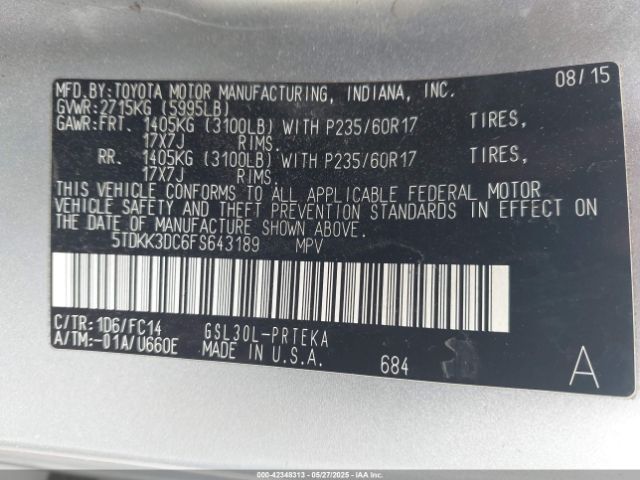 MFD.BY:TOYOTA MOTOR MANUFACTURING, INDIANA, INC. 08/15
GVWR:2715KG (5995LB)
GAWR:FRT. 1405KG (3100LB) WITH P235/60R17 TIRES,
17X7J RIMS.
RR. 1405KG (3100LB) WITH P235/60R17 TIRES,
17X7J RIMS.
THIS VEHICLE CONFORMS TO ALL APPLICABLE FEDERAL MOTOR
VEHICLE SAFETY AND THEFT PREVENTION STANDARDS IN EFFECT ON
THE DATE OF MANUFACTURE SHOWN ABOVE.
5TDKK3DC6FS643189 MPV
C/TR:1D6/FC14 GSL30L-PRTEKA
A/TM:-01A/U660E MADE IN U.S.A. 684 A
000-42348313 - 05/27/2025 - IAAI.COM